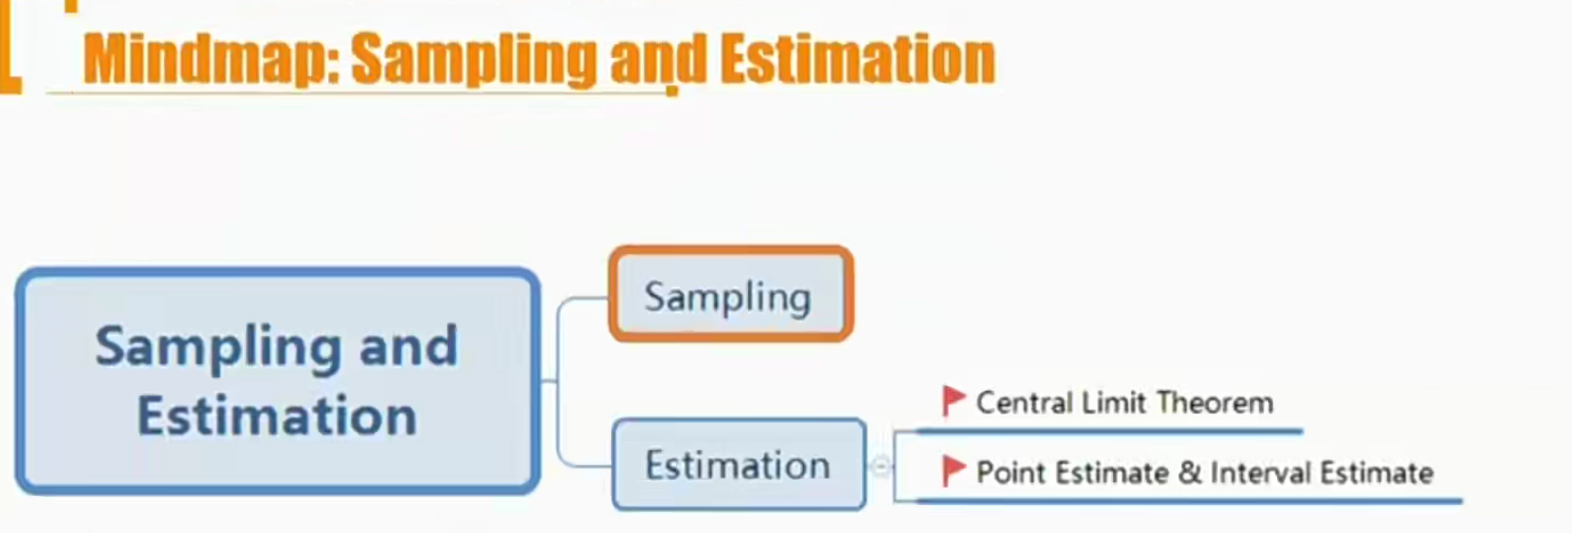 Mindmap: Sampling and Estimation
Sampling and
Estimation
Sampling
Estimation
Central Limit Theorem
Point Estimate & Interval Estimate